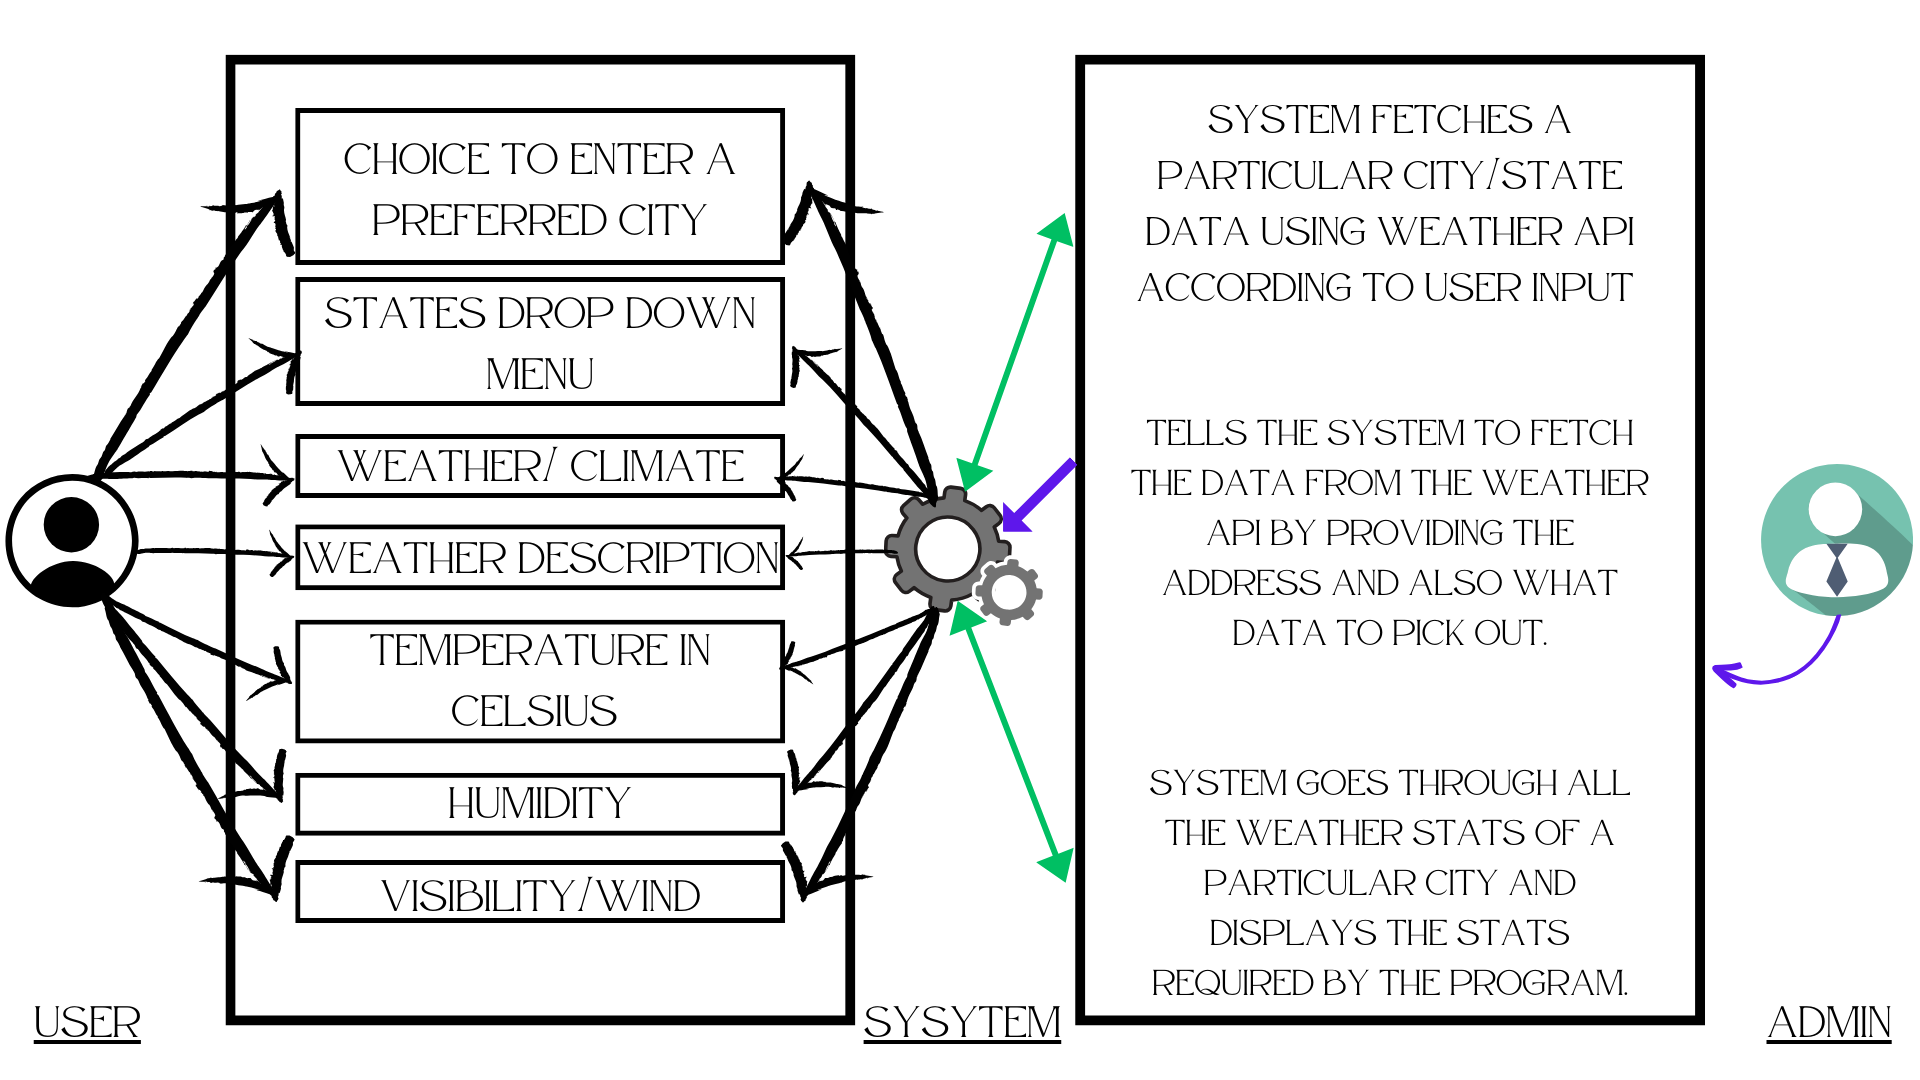 CHOICE TO ENTER A
PREFERRED CITY
STATES DROP DOWN
MENU
WEATHER/ CLIMATE
WEATHER DESCRIPTION
TEMPERATURE IN
CELSIUS
HUMIDITY
VISIBILITY/WIND
SYSTEM FETCHES A
PARTICULAR CITY/STATE
DATA USING WEATHER API
ACCORDING TO USER INPUT
TELLS THE SYSTEM TO FETCH
THE DATA FROM THE WEATHER
API BY PROVIDING THE
ADDRESS AND ALSO WHAT
DATA TO PICK OUT.
SYSTEM GOES THROUGH ALL
THE WEATHER STATS OF A
PARTICULAR CITY AND
DISPLAYS THE STATS
REQUIRED BY THE PROGRAM.
USER
SYSYTEM
ADMIN